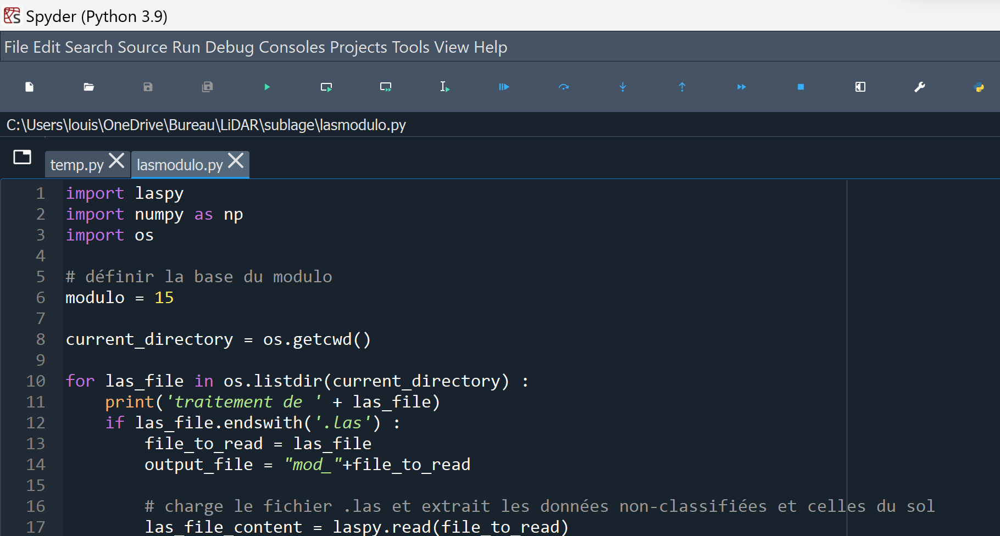 Spyder (Python 3.9)
File Edit Search Source Run Debug Consoles Projects Tools View Help
C:\Users\louis\OneDrive\Bureau\LiDAR\sublage\lasmodulo.py
temp.py lasmodulo.py
1 import laspy
2 import numpy as np
3 import os
4
5 # définir la base du modulo
6 modulo = 15
7
8 current_directory = os.getcwd()
9
10 for las_file in os.listdir(current_directory) :
11     print('traitement de ' + las_file)
12     if las_file.endswith('.las') :
13         file_to_read = las_file
14         output_file = "mod_"+file_to_read
15
16         # charge le fichier .las et extrait les données non-classifiées et celles du sol
17         las_file_content = laspy.read(file_to_read)